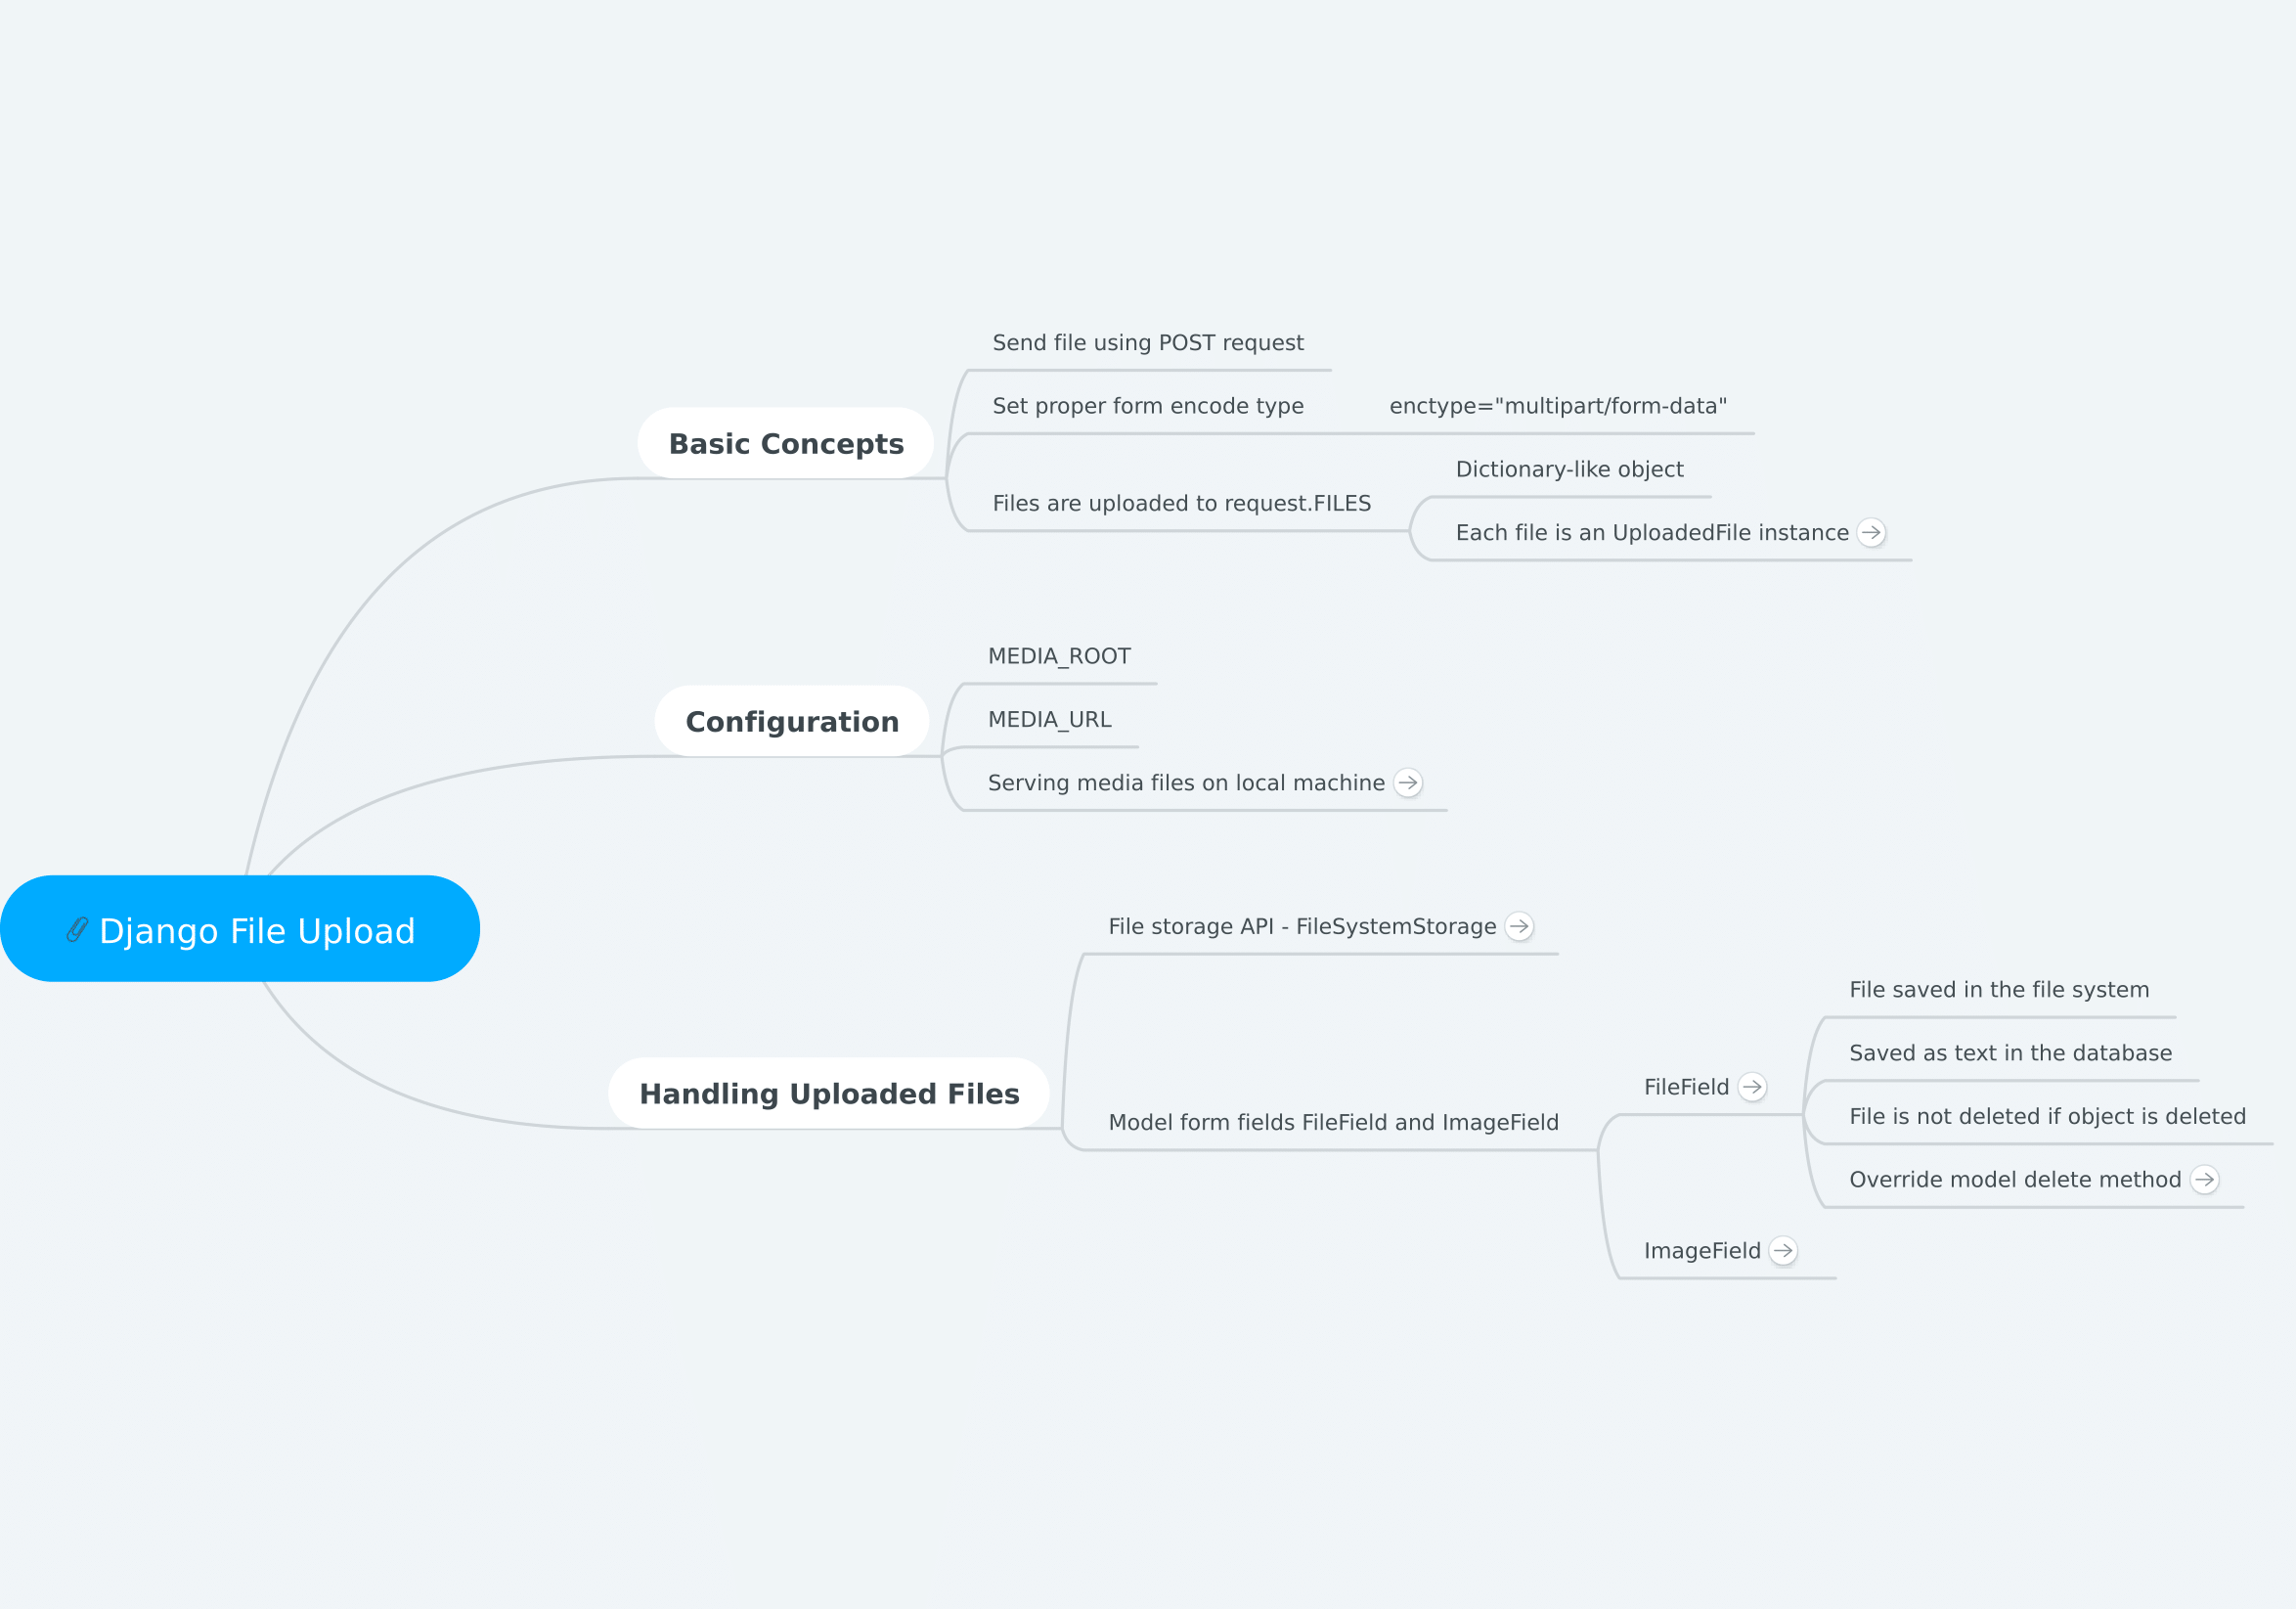 Send file using POST request
Set proper form encode type
enctype="multipart/form-data"
Basic Concepts
Dictionary-like object
Files are uploaded to request.FILES
Each file is an UploadedFile instance
MEDIA_ROOT
Configuration
MEDIA_URL
Serving media files on local machine
Django File Upload
File storage API - FileSystemStorage
Handling Uploaded Files
Model form fields FileField and ImageField
FileField
File saved in the file system
Saved as text in the database
File is not deleted if object is deleted
Override model delete method
ImageField